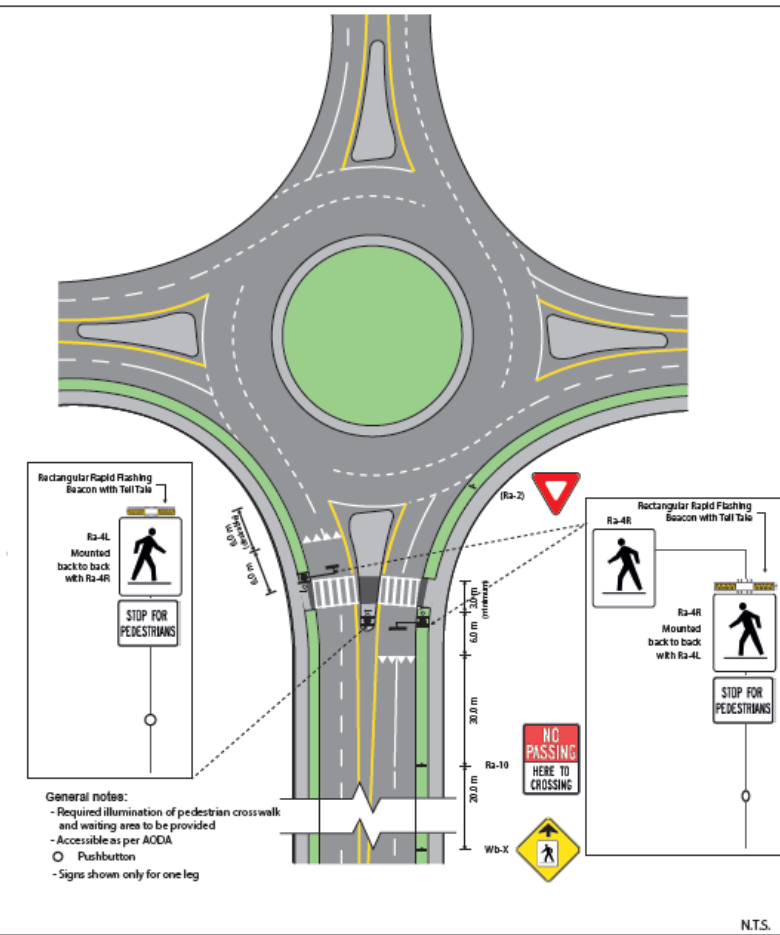 Rectangular Rapid Flashing
Beacon with Tell Tale
Ra-4L
Mounted
back to back
with Ra-4R
STOP FOR
PEDESTRIANS
6.0 m
(desirable)
6.0 m
(Ra-2)
Rectangular Rapid Flashing
Beacon with Tell Tale
Ra-4R
Ra-4R
Mounted
back to back
with Ra-4L
STOP FOR
PEDESTRIANS
3.0 m
(minimum)
6.0 m
30.0 m
20.0 m
Ra-10
NO
PASSING
HERE TO
CROSSING
Wb-X
General notes:
- Required illumination of pedestrian crosswalk
and waiting area to be provided
- Accessible as per AODA
Pushbutton
- Signs shown only for one leg
N.T.S.